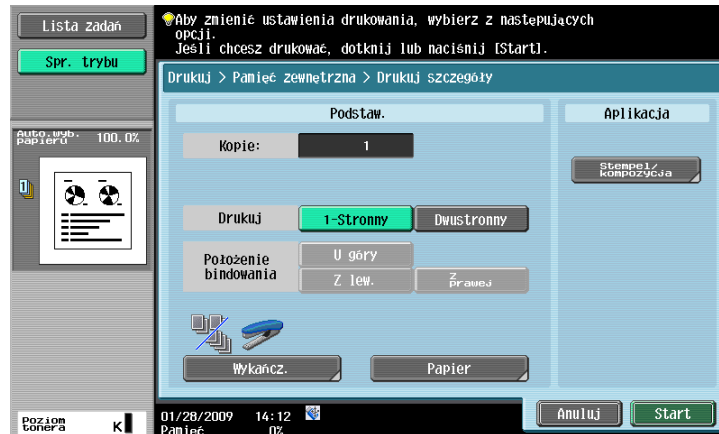 Lista zadań
Spr. trybu
Auto.wyb.
papieru
100.0%
1
Aby zmienić ustawienia drukowania, wybierz z następujących
opcji.
Jeśli chcesz drukować, dotknij lub naciśnij [Start].
Drukuj > Pamięć zewnętrzna > Drukuj szczegóły
Podstaw.
Aplikacja
Kopie:
1
Stempel/
kompozycja
Drukuj
1-Stronny
Dwustronny
Położenie
bindowania
U góry
Z lew.
Z
prawej
Wykańcz.
Papier
Anuluj
Start
Poziom
tonera
K
01/28/2009 14:12
Pamięć 0%